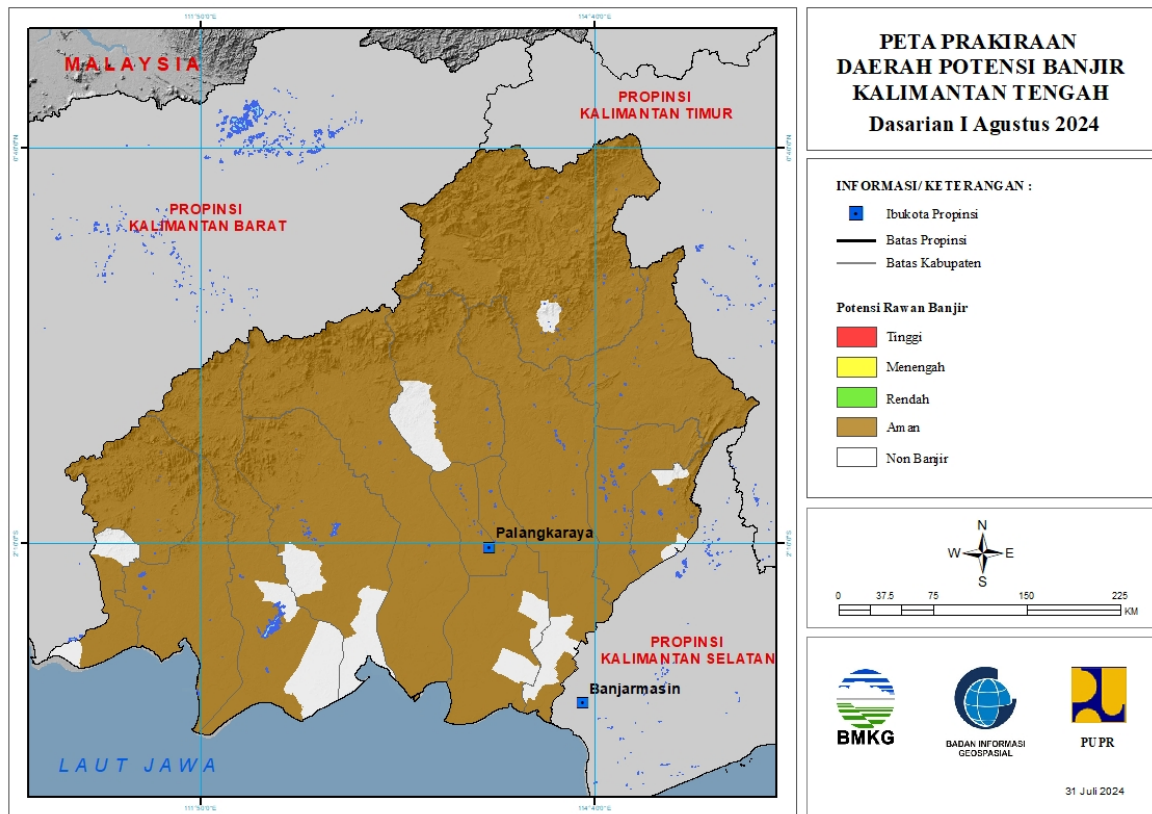 PETA PRAKIRAAN
DAERAH POTENSI BANJIR
KALIMANTAN TENGAH
Dasarian I Agustus 2024
INFORMASI/ KETERANGAN :
Ibukota Propinsi
Batas Propinsi
Batas Kabupaten
Potensi Rawan Banjir
Tinggi
Menengah
Rendah
Aman
Non Banjir
N
W E
S
0 37.5 75 150 225
KM
BMKG
BADAN INFORMASI
GEOSPASIAL
PUPR
31 Juli 2024
MALAYSIA
PROPINSI
KALIMANTAN TIMUR
PROPINSI
KALIMANTAN BARAT
Palangkaraya
PROPINSI
KALIMANTAN SELATAN
Banjarmasin
LAUT JAWA